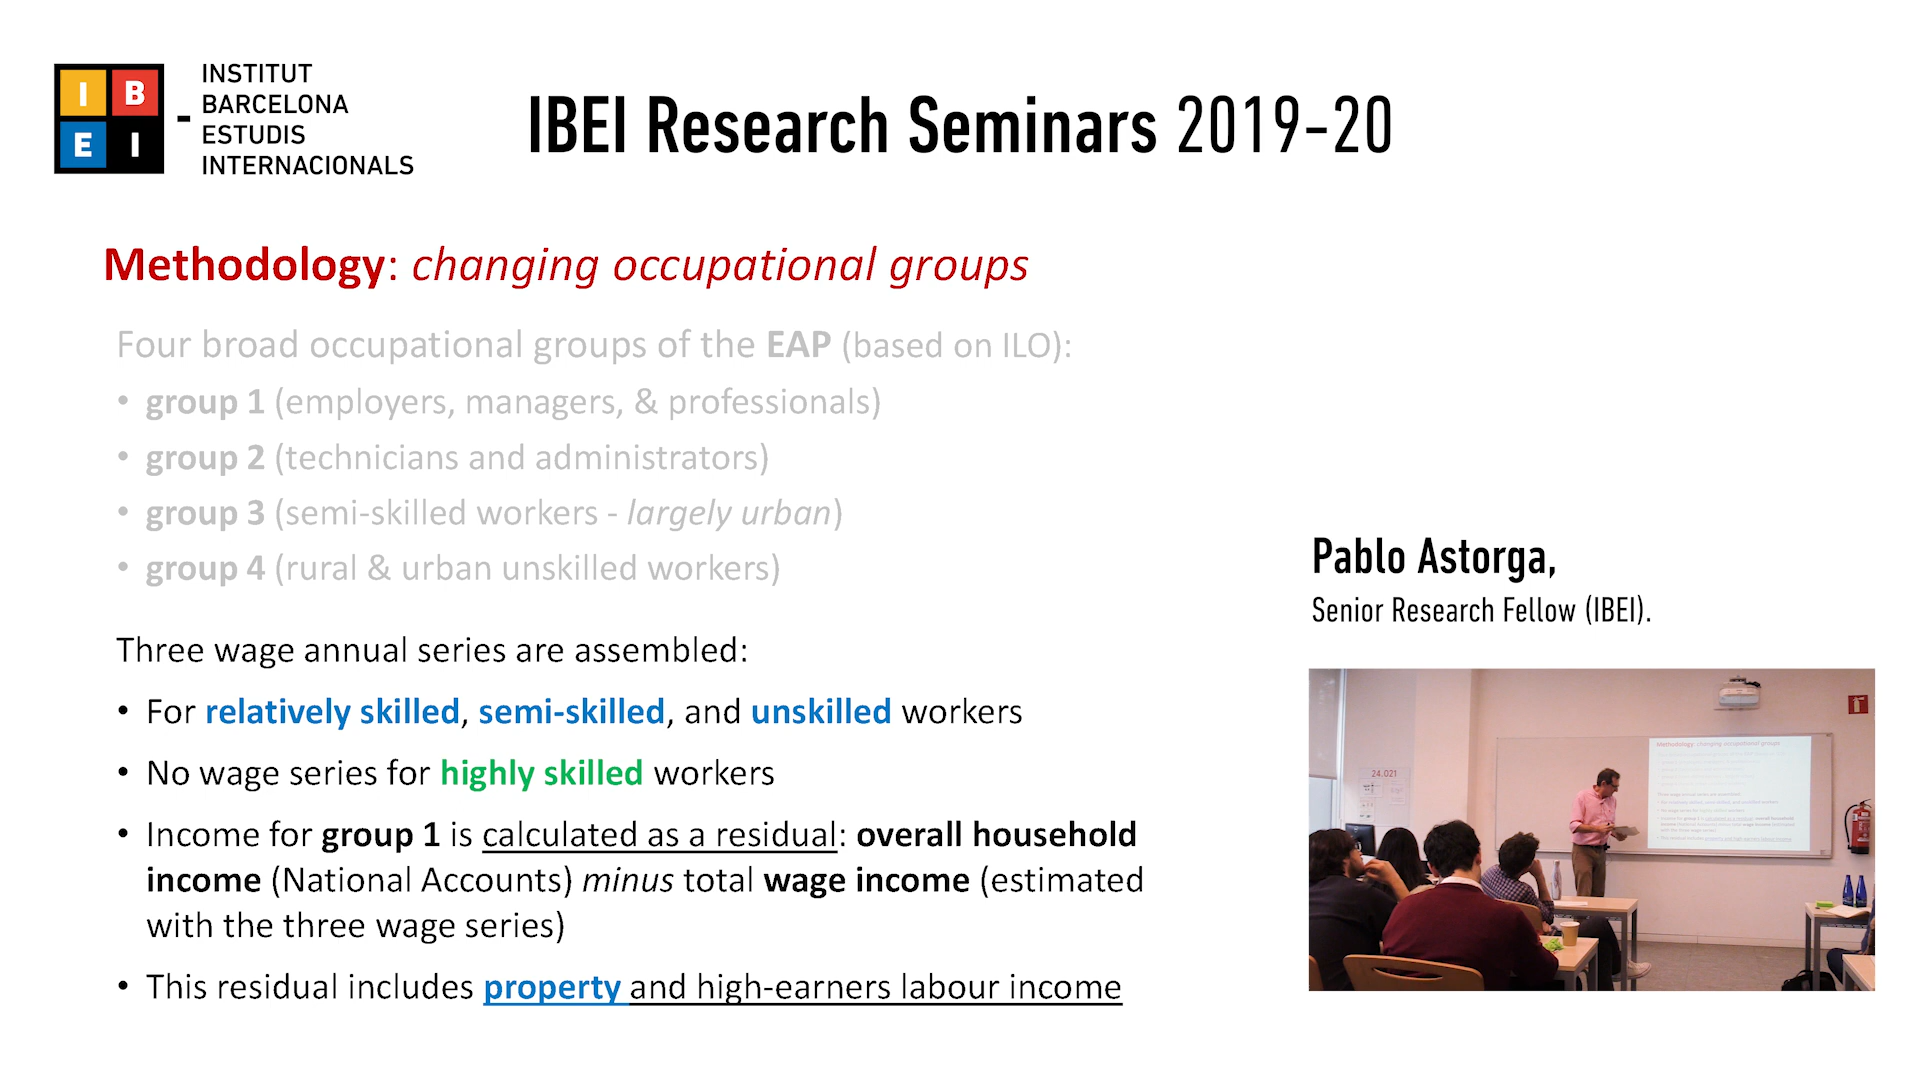 I B
E I
-
INSTITUT
BARCELONA
ESTUDIS
INTERNACIONALS
IBEI Research Seminars 2019-20
Methodology: changing occupational groups
Four broad occupational groups of the EAP (based on ILO):
• group 1 (employers, managers, & professionals)
• group 2 (technicians and administrators)
• group 3 (semi-skilled workers - largely urban)
• group 4 (rural & urban unskilled workers)
Three wage annual series are assembled:
• For relatively skilled, semi-skilled, and unskilled workers
• No wage series for highly skilled workers
• Income for group 1 is calculated as a residual: overall household
income (National Accounts) minus total wage income (estimated
with the three wage series)
• This residual includes property and high-earners labour income
Pablo Astorga,
Senior Research Fellow (IBEI).
24.021
Methodology: changing occupational groups